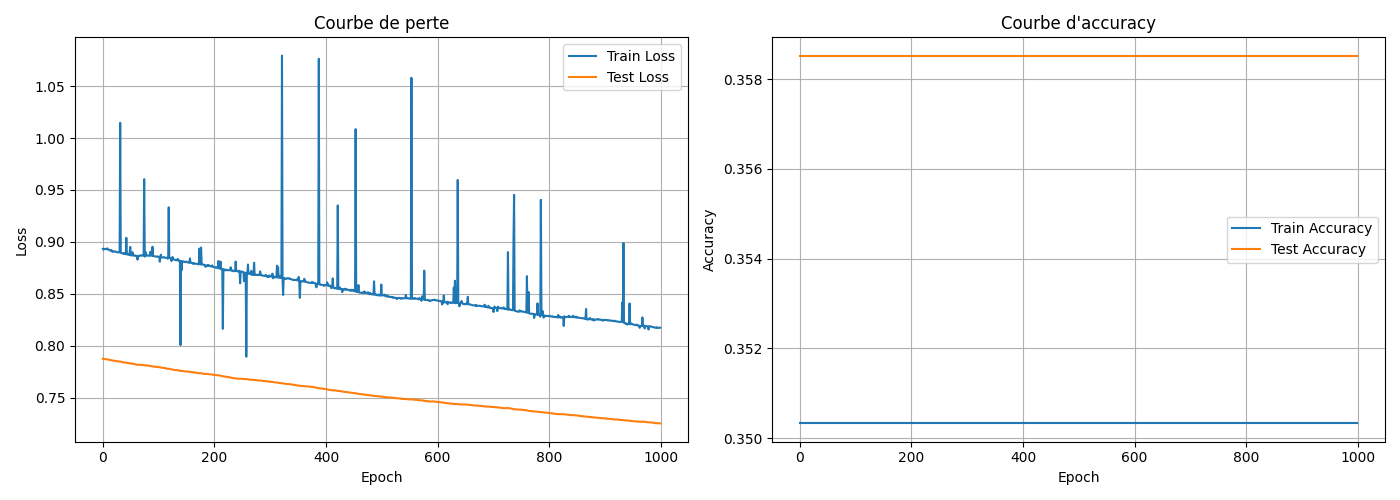 Courbe de perte
Train Loss
Test Loss
1.05
1.00
0.95
0.90
0.85
0.80
0.75
Loss
0 200 400 600 800 1000
Epoch
Courbe d'accuracy
Train Accuracy
Test Accuracy
0.358
0.356
0.354
0.352
0.350
Accuracy
0 200 400 600 800 1000
Epoch